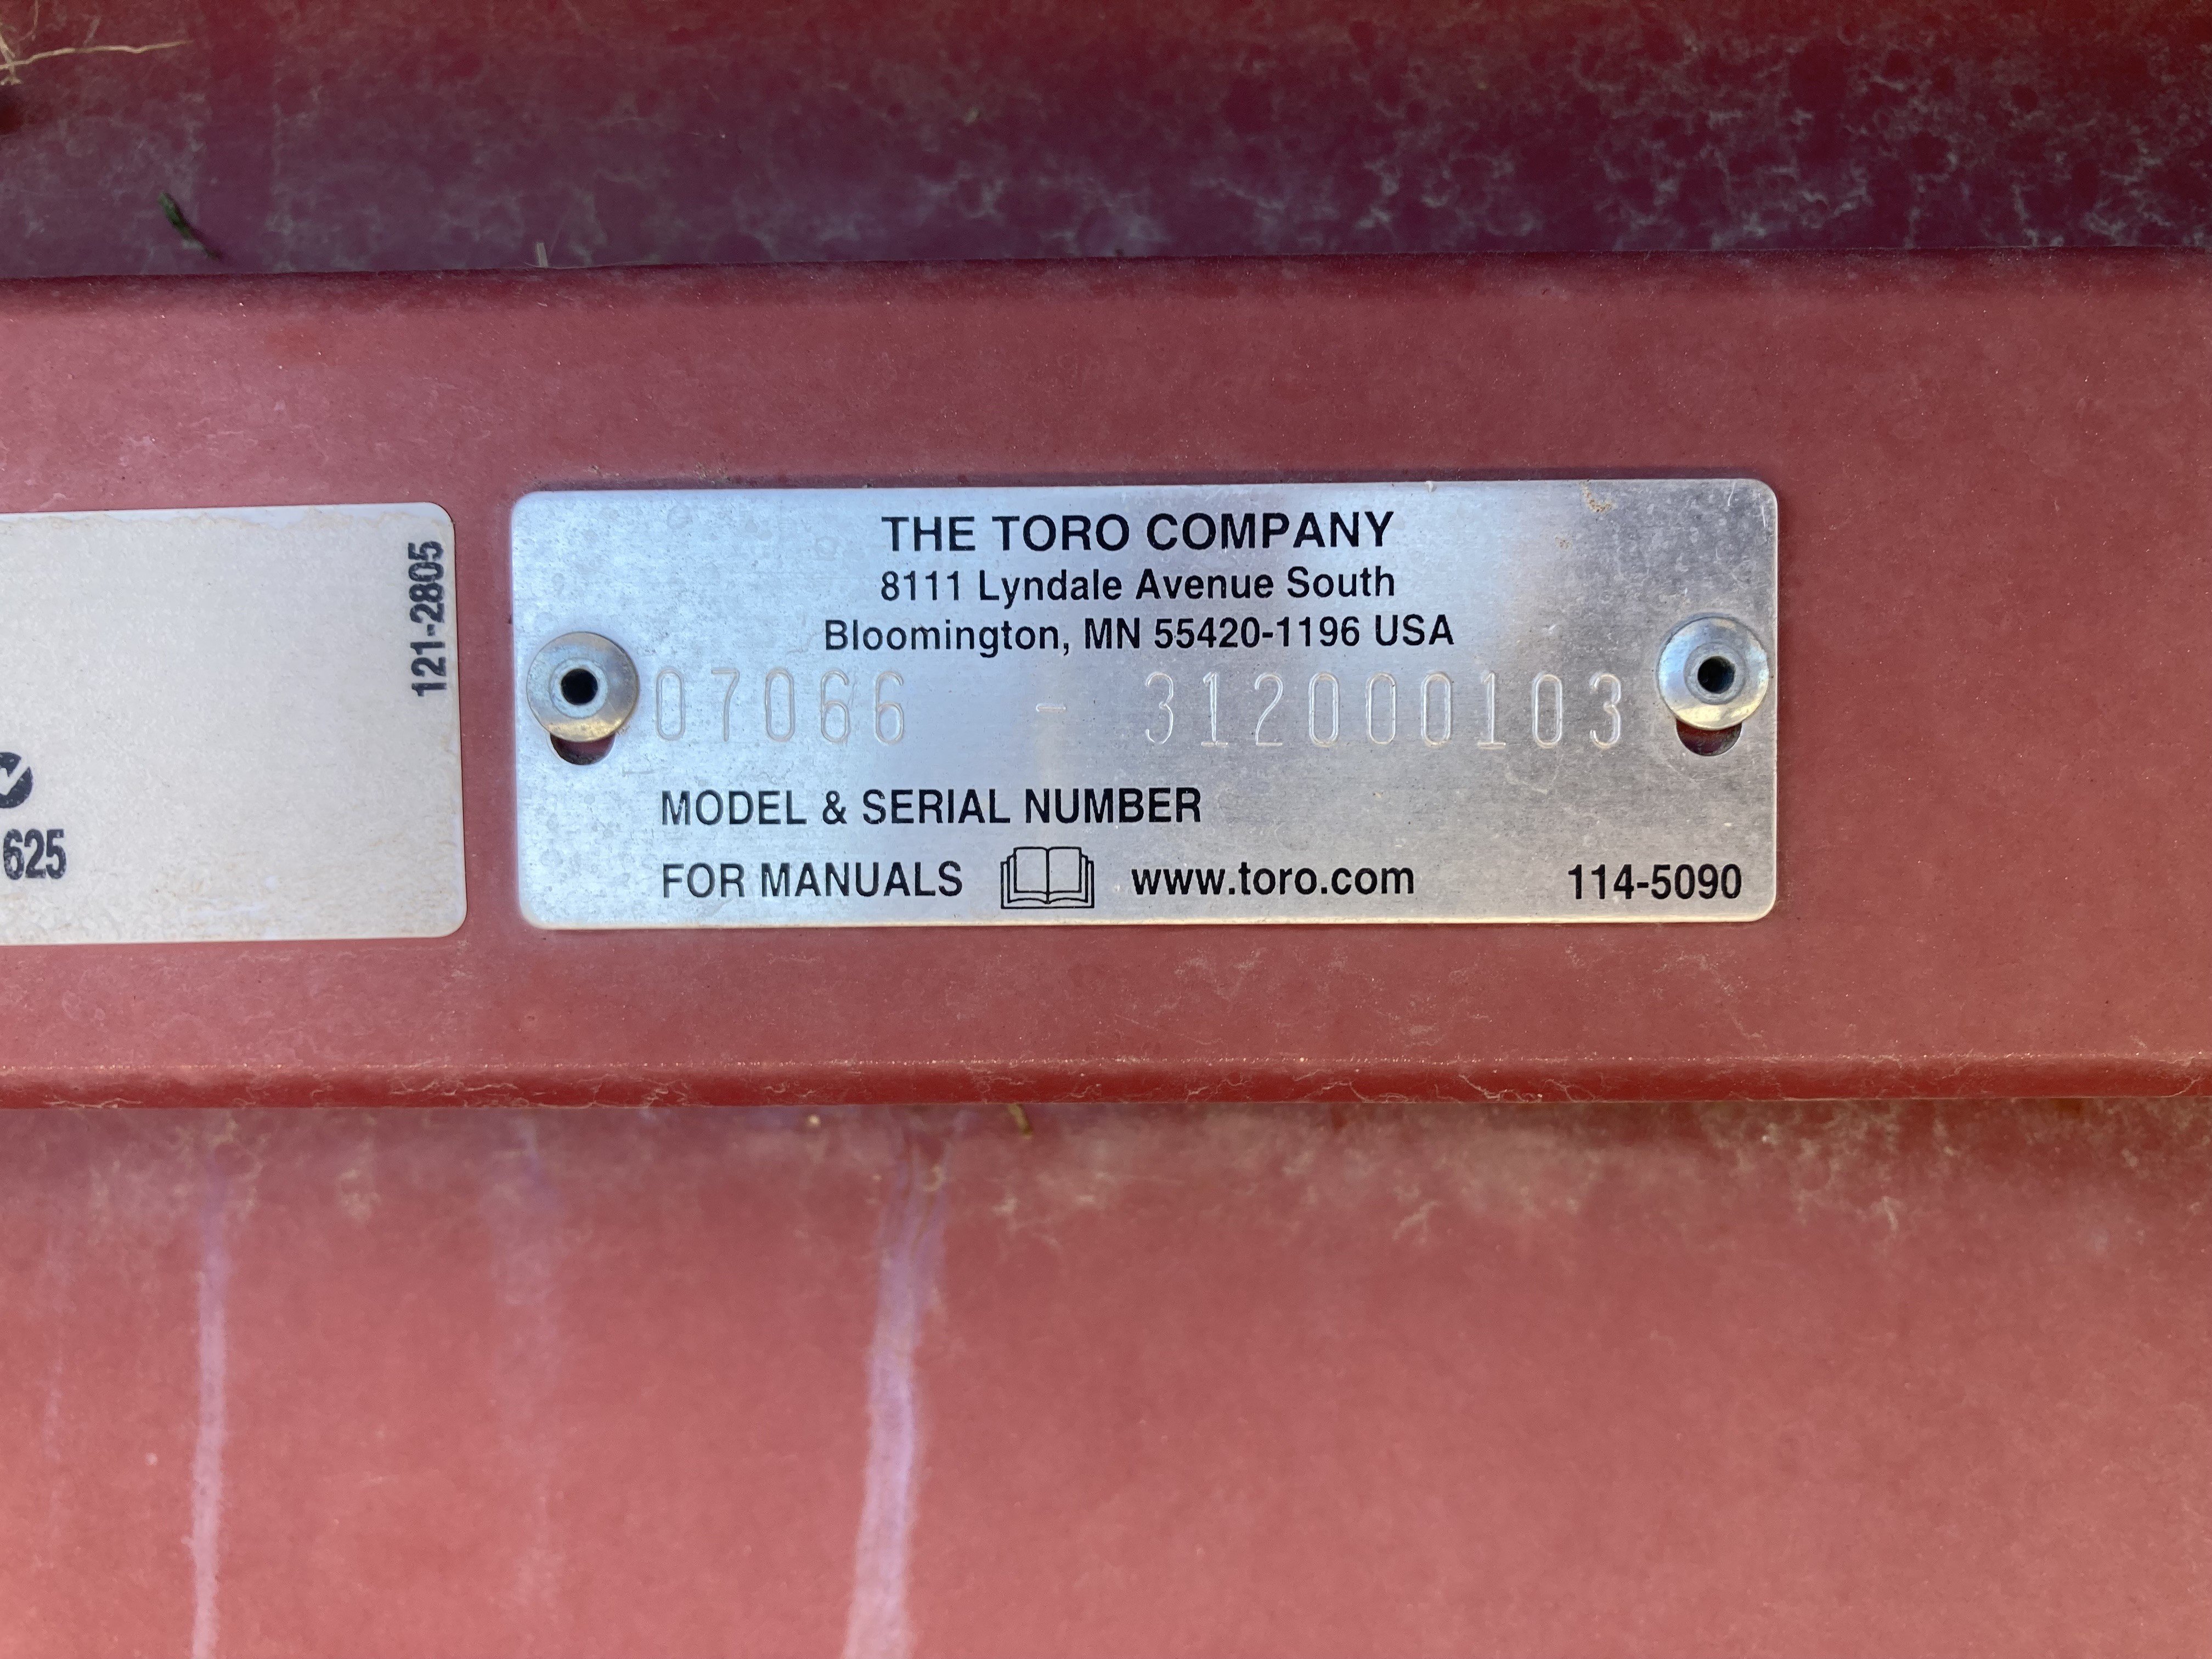 121-2805
625
THE TORO COMPANY
8111 Lyndale Avenue South
Bloomington, MN 55420-1196 USA
07066 - 312000103
MODEL & SERIAL NUMBER
FOR MANUALS www.toro.com 114-5090